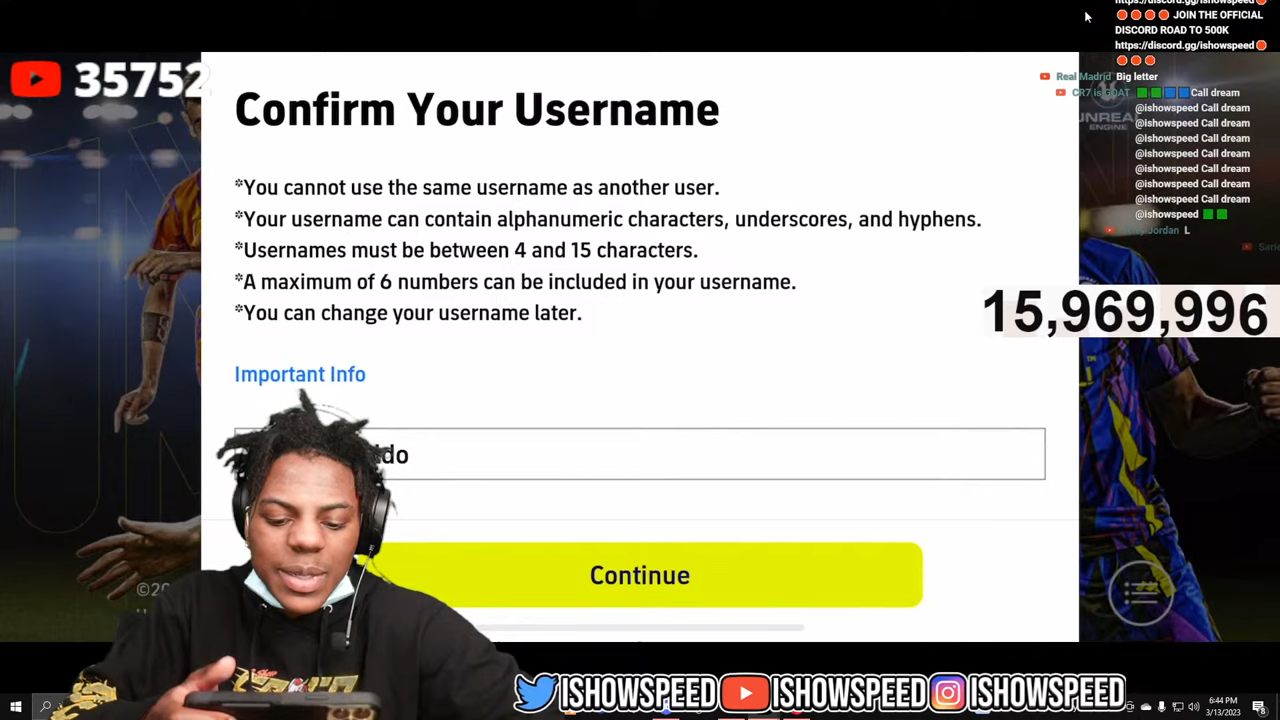 https://discord.gg/ishowspeed
JOIN THE OFFICIAL
DISCORD ROAD TO 500K
https://discord.gg/ishowspeed
35752
Real Madrid Big letter
CR7 is GOAT Call dream
@ishowspeed Call dream
@ishowspeed Call dream
@ishowspeed Call dream
@ishowspeed Call dream
@ishowspeed Call dream
@ishowspeed Call dream
@ishowspeed Call dream
@ishowspeed
Jordan L
UNREAL
ENGINE
Confirm Your Username
*You cannot use the same username as another user.
*Your username can contain alphanumeric characters, underscores, and hyphens.
*Usernames must be between 4 and 15 characters.
*A maximum of 6 numbers can be included in your username.
*You can change your username later.
15,969,996
Important Info
ldo
Continue
ISHOWSPEED ISHOWSPEED ISHOWSPEED
6:44 PM
3/13/2023